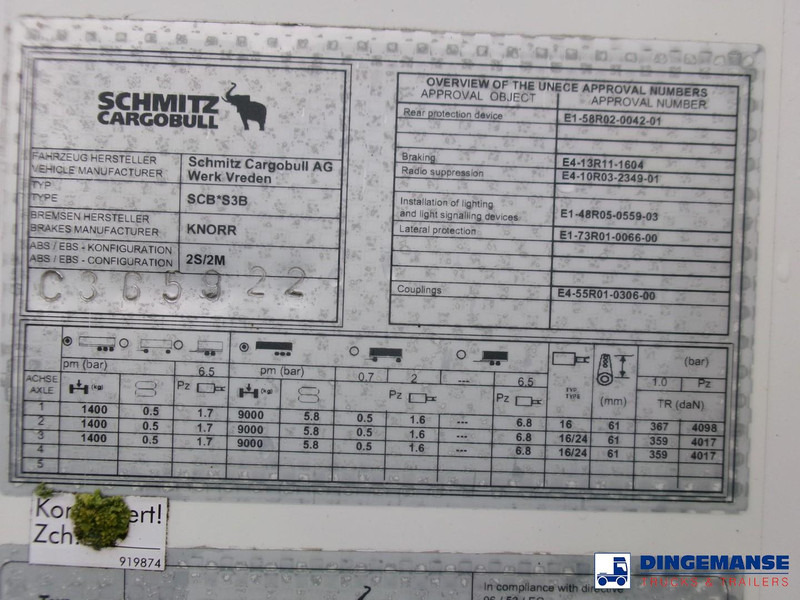 SCHMITZ
CARGOBULL
FAHRZEUG HERSTELLER
VEHICLE MANUFACTURER
Schmitz Cargobull AG
Werk Vreden
TYP
TYPE
SCB*S3B
BREMSEN HERSTELLER
BRAKES MANUFACTURER
KNORR
ABS / EBS - KONFIGURATION
ABS / EBS - CONFIGURATION
2S/2M
C365922
OVERVIEW OF THE UNECE APPROVAL NUMBERS
APPROVAL OBJECT APPROVAL NUMBER
Rear protection device E1-58R02-0042-01
Braking E4-13R11-1604
Radio suppression E4-10R03-2349-01
Installation of lighting
and light signalling devices E1-48R05-0559-03
Lateral protection E1-73R01-0066-00
Couplings E4-55R01-0306-00
pm (bar) 6.5 pm (bar) 0.7 2 --- 6.5 (bar)
ACHSE
AXLE
(kg) Pz (kg) Pz Pz TYP
TYPE (mm) 1.0 Pz
TR (daN)
1 1400 0.5 1.7 9000 5.8 0.5 1.6 --- 6.8 16 61 367 4098
2 1400 0.5 1.7 9000 5.8 0.5 1.6 --- 6.8 16/24 61 359 4017
3 1400 0.5 1.7 9000 5.8 0.5 1.6 --- 6.8 16/24 61 359 4017
4
5
Kon ert!
Zch.
919874
In compliance with directive
DINGEMANSE
TRUCKS & TRAILERS